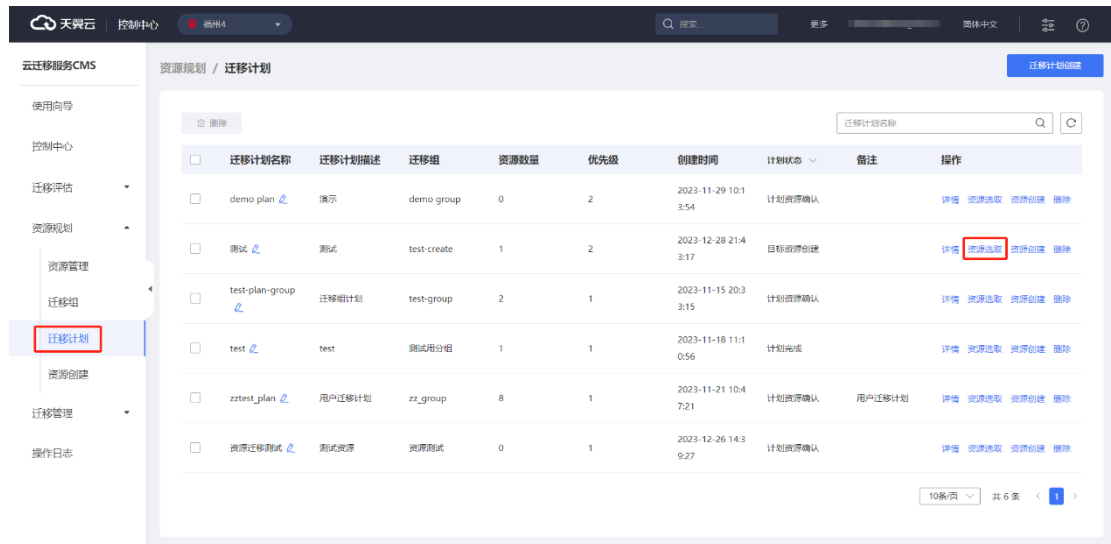 天翼云 控制中心 福州4 搜索... 更多 简体中文
云迁移服务CMS
使用向导
控制中心
迁移评估
资源规划
资源管理
迁移组
迁移计划
资源创建
迁移管理
操作日志
资源规划 / 迁移计划 迁移计划创建
删除 迁移计划名称
迁移计划名称 迁移计划描述 迁移组 资源数量 优先级 创建时间 计划状态 备注 操作
demo plan 演示 demo group 0 2 2023-11-29 10:1 计划资源确认 详情 资源选取 资源创建 删除
3:54
测试 测试 test-create 1 2 2023-12-28 21:4 目标资源创建 详情 资源选取 资源创建 删除
3:17
test-plan-group 迁移组计划 test-group 2 1 2023-11-15 20:3 计划资源确认 详情 资源选取 资源创建 删除
3:15
test test 测试用分组 1 1 2023-11-18 11:1 计划完成 详情 资源选取 资源创建 删除
0:56
zztest_plan 用户迁移计划 zz_group 8 1 2023-11-21 10:4 计划资源确认 用户迁移计划 详情 资源选取 资源创建 删除
7:21
资源迁移测试 测试资源 资源测试 0 1 2023-12-26 14:3 计划资源确认 详情 资源选取 资源创建 删除
9:27
10条/页 共 6 条 1